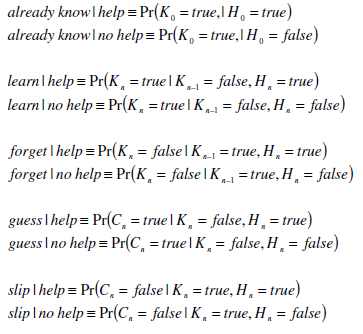 already know | help ≡ Pr(K₀ = true,| H₀ = true)
already know | no help ≡ Pr(K₀ = true,| H₀ = false)
learn | help ≡ Pr(Kₙ = true | Kₙ₋₁ = false, Hₙ = true)
learn | no help ≡ Pr(Kₙ = true | Kₙ₋₁ = false, Hₙ = false)
forget | help ≡ Pr(Kₙ = false | Kₙ₋₁ = true, Hₙ = true)
forget | no help ≡ Pr(Kₙ = false | Kₙ₋₁ = true, Hₙ = false)
guess | help ≡ Pr(Cₙ = true | Kₙ = false, Hₙ = true)
guess | no help ≡ Pr(Cₙ = true | Kₙ = false, Hₙ = false)
slip | help ≡ Pr(Cₙ = false | Kₙ = true, Hₙ = true)
slip | no help ≡ Pr(Cₙ = false | Kₙ = true, Hₙ = false)